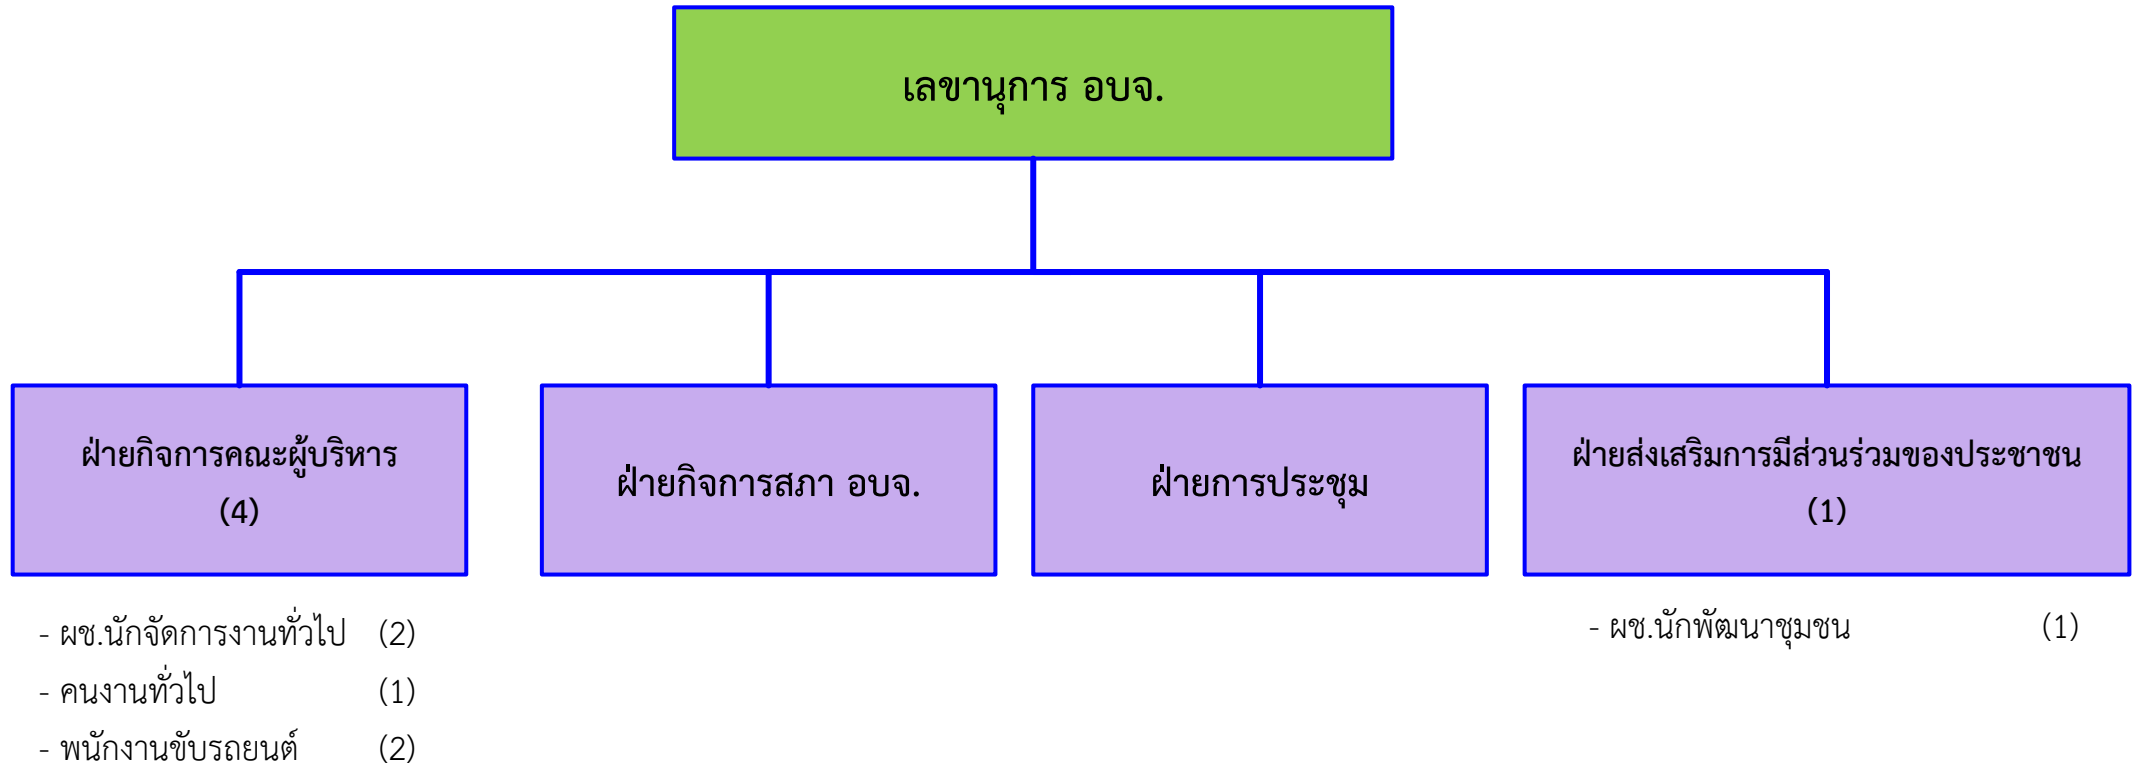 เลขานุการ อบจ.
ฝ่ายกิจการคณะผู้บริหาร
(4)
ฝ่ายกิจการสภา อบจ.
ฝ่ายการประชุม
ฝ่ายส่งเสริมการมีส่วนร่วมของประชาชน
(1)
- ผช.นักจัดการงานทั่วไป (2)
- คนงานทั่วไป (1)
- พนักงานขับรถยนต์ (2)
- ผช.นักพัฒนาชุมชน (1)